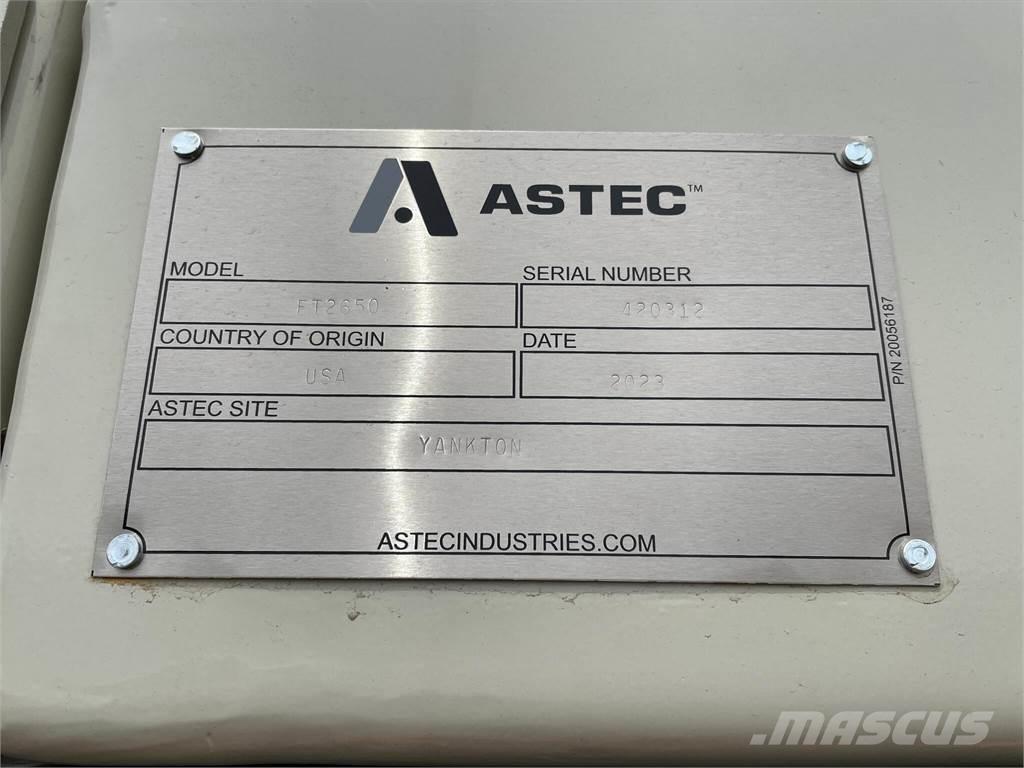 ASTEC™
MODEL
FT2650
SERIAL NUMBER
420312
COUNTRY OF ORIGIN
USA
DATE
2023
ASTEC SITE
YANKTON
P/N 20056187
ASTECINDUSTRIES.COM
MASCUS